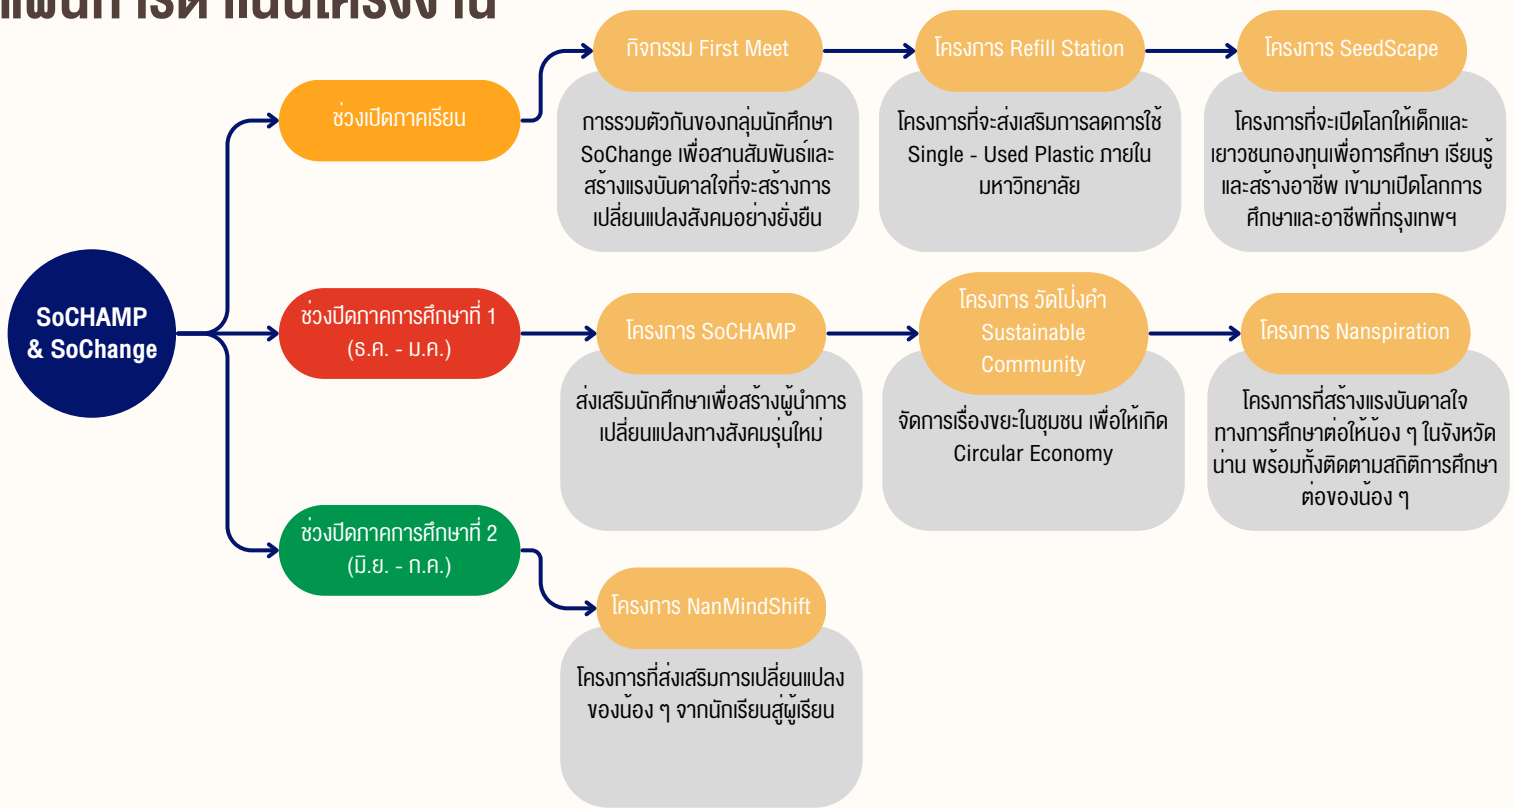 แผนการดำเนินโครงงาน
SoCHAMP
& SoChange
ช่วงเปิดภาคเรียน
กิจกรรม First Meet
การรวมตัวกันของกลุ่มนักศึกษา
SoChange เพื่อสานสัมพันธ์และ
สร้างแรงบันดาลใจที่จะสร้างการ
เปลี่ยนแปลงสังคมอย่างยั่งยืน
โครงการ Refill Station
โครงการที่จะส่งเสริมการลดการใช้
Single - Used Plastic ภายใน
มหาวิทยาลัย
โครงการ SeedScape
โครงการที่จะเปิดโลกให้เด็กและ
เยาวชนกองทุนเพื่อการศึกษา เรียนรู้
และสร้างอาชีพ เข้ามาเปิดโลกการ
ศึกษาและอาชีพที่กรุงเทพฯ
ช่วงปิดภาคการศึกษาที่ 1
(ธ.ค. - ม.ค.)
โครงการ SoCHAMP
ส่งเสริมนักศึกษาเพื่อสร้างผู้นำการ
เปลี่ยนแปลงทางสังคมรุ่นใหม่
โครงการ วัดโป่งคำ
Sustainable
Community
จัดการเรื่องขยะในชุมชน เพื่อให้เกิด
Circular Economy
โครงการ Nanspiration
โครงการที่สร้างแรงบันดาลใจ
ทางการศึกษาต่อให้น้อง ๆ ในจังหวัด
น่าน พร้อมทั้งติดตามสถิติการศึกษา
ต่อของน้อง ๆ
ช่วงปิดภาคการศึกษาที่ 2
(มิ.ย. - ก.ค.)
โครงการ NanMindShift
โครงการที่ส่งเสริมการเปลี่ยนแปลง
ของน้อง ๆ จากนักเรียนสู่ผู้เรียน